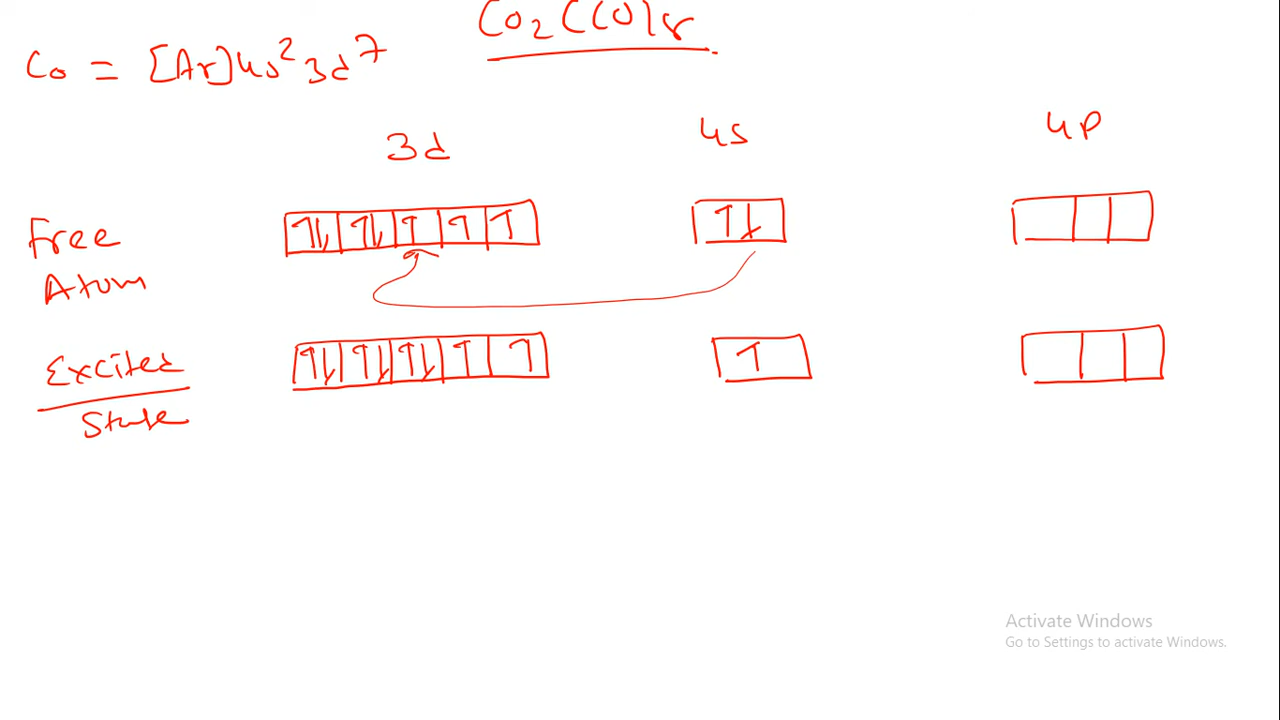 Co₂(CO)8
Co = [Ar]4s²3d⁷
3d 4s 4p
Free
Atom
↑↓ ↑↓ ↑ ↑ ↑ ↑↓
Excited
State
↑↓ ↑↓ ↑↓ ↑ ↑ ↑
Activate Windows
Go to Settings to activate Windows.